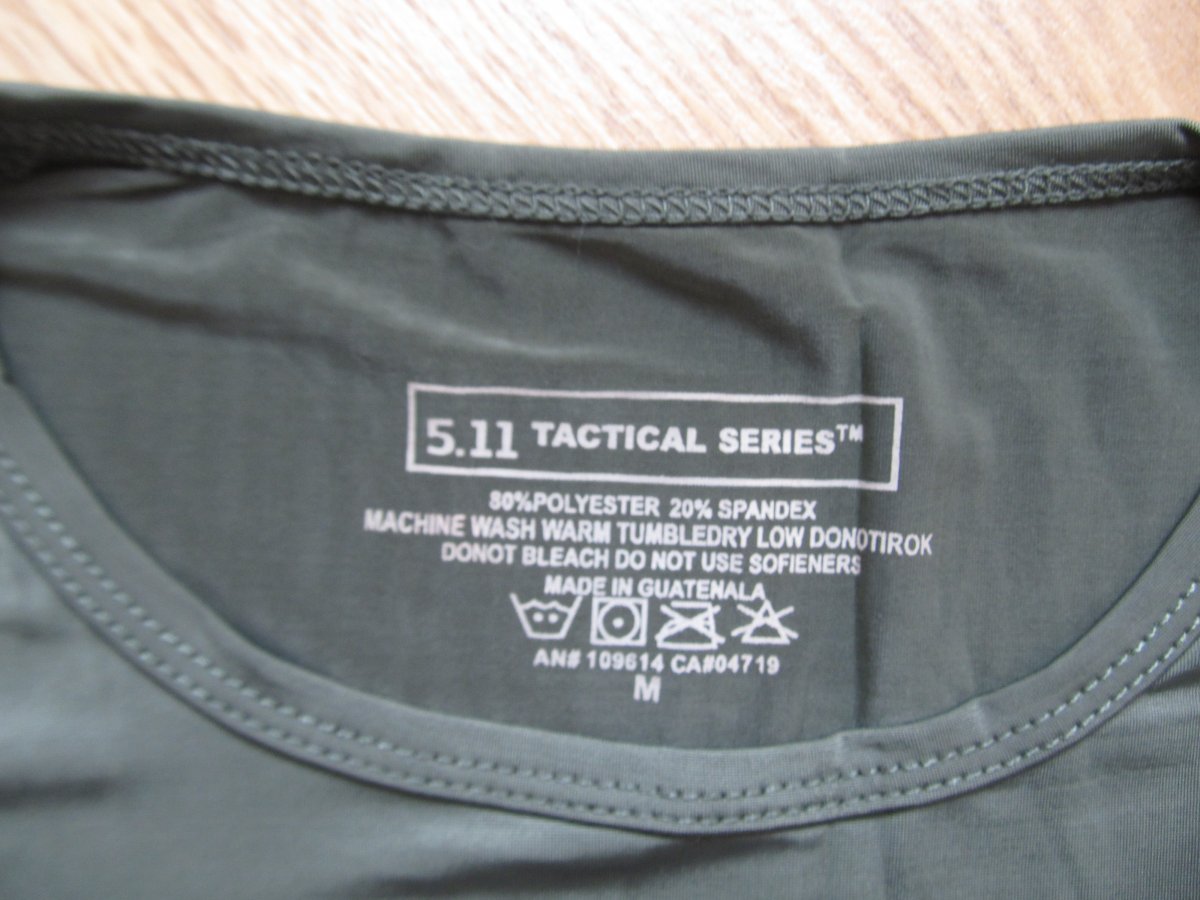 5.11 TACTICAL SERIES™
80%POLYESTER 20% SPANDEX
MACHINE WASH WARM TUMBLEDRY LOW DONOTIROK
DONOT BLEACH DO NOT USE SOFIENERS
MADE IN GUATENALA
AN# 109614 CA#04719
M